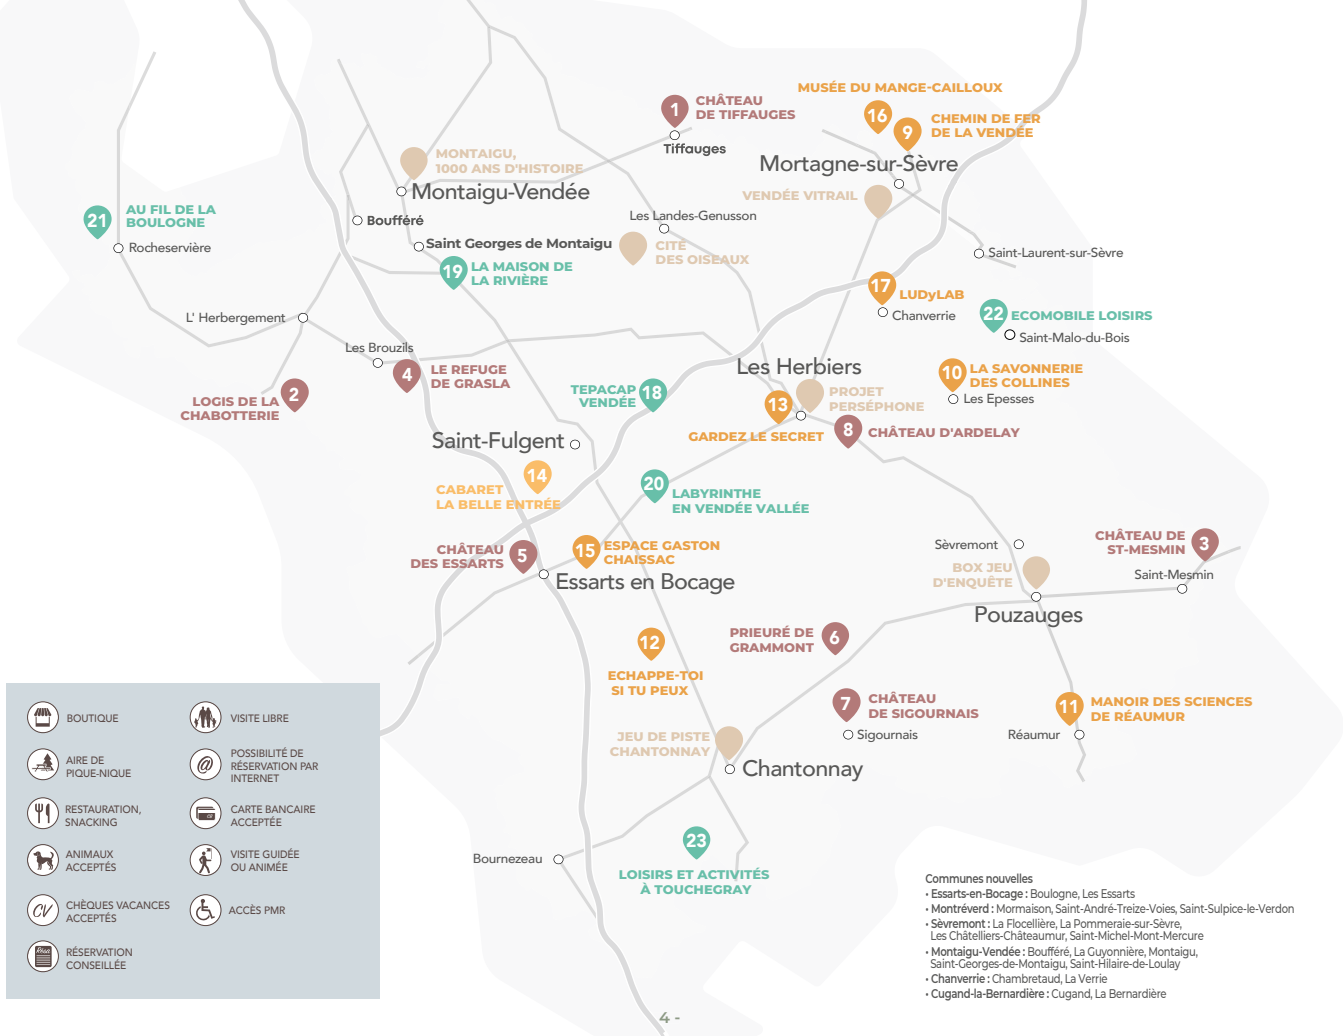 MUSÉE DU MANGE-CAILLOUX
16
1
CHÂTEAU
DE TIFFAUGES
Tiffauges
9
CHEMIN DE FER
DE LA VENDÉE
Mortagne-sur-Sèvre
MONTAIGU,
1000 ANS D'HISTOIRE
Montaigu-Vendée
VENDÉE VITRAIL
21
AU FIL DE LA
BOULOGNE
Rocheservière
Boufféré
Les Landes-Genusson
Saint Georges de Montaigu
CITÉ
DES OISEAUX
Saint-Laurent-sur-Sèvre
19
LA MAISON DE
LA RIVIÈRE
17
LUDyLAB
Chanverrie
22
ECOMOBILE LOISIRS
Saint-Malo-du-Bois
L' Herbergement
Les Brouzils
4
LE REFUGE
DE GRASLA
Les Herbiers
10
LA SAVONNERIE
DES COLLINES
Les Epesses
2
LOGIS DE LA
CHABOTTERIE
TEPACAP
VENDÉE
18
PROJET
PERSÉPHONE
13
GARDEZ LE SECRET
8
CHÂTEAU D'ARDELAY
Saint-Fulgent
14
CABARET
LA BELLE ENTRÉE
20
LABYRINTHE
EN VENDÉE VALLÉE
CHÂTEAU
DES ESSARTS
5
15
ESPACE GASTON
CHAISSAC
Essarts en Bocage
Sèvremont
BOX JEU
D'ENQUÊTE
Pouzauges
CHÂTEAU DE
ST-MESMIN
3
Saint-Mesmin
12
ECHAPPE-TOI
SI TU PEUX
PRIEURÉ DE
GRAMMONT
6
7
CHÂTEAU
DE SIGOURNAIS
Sigournais
11
MANOIR DES SCIENCES
DE RÉAUMUR
Réaumur
JEU DE PISTE
CHANTONNAY
Chantonnay
23
LOISIRS ET ACTIVITÉS
À TOUCHEGRAY
Bournezeau
BOUTIQUE
AIRE DE
PIQUE-NIQUE
RESTAURATION,
SNACKING
ANIMAUX
ACCEPTÉS
CV
CHÈQUES VACANCES
ACCEPTÉS
RÉSERVATION
CONSEILLÉE
VISITE LIBRE
@
POSSIBILITÉ DE
RÉSERVATION PAR
INTERNET
CARTE BANCAIRE
ACCEPTÉE
VISITE GUIDÉE
OU ANIMÉE
ACCÈS PMR
Communes nouvelles
• Essarts-en-Bocage : Boulogne, Les Essarts
• Montréverd : Mormaison, Saint-André-Treize-Voies, Saint-Sulpice-le-Verdon
• Sèvremont : La Flocellière, La Pommeraie-sur-Sèvre,
Les Châtelliers-Châteaumur, Saint-Michel-Mont-Mercure
• Montaigu-Vendée : Boufféré, La Guyonnière, Montaigu,
Saint-Georges-de-Montaigu, Saint-Hilaire-de-Loulay
• Chanverrie : Chambretaud, La Verrie
• Cugand-la-Bernardière : Cugand, La Bernardière
4 -